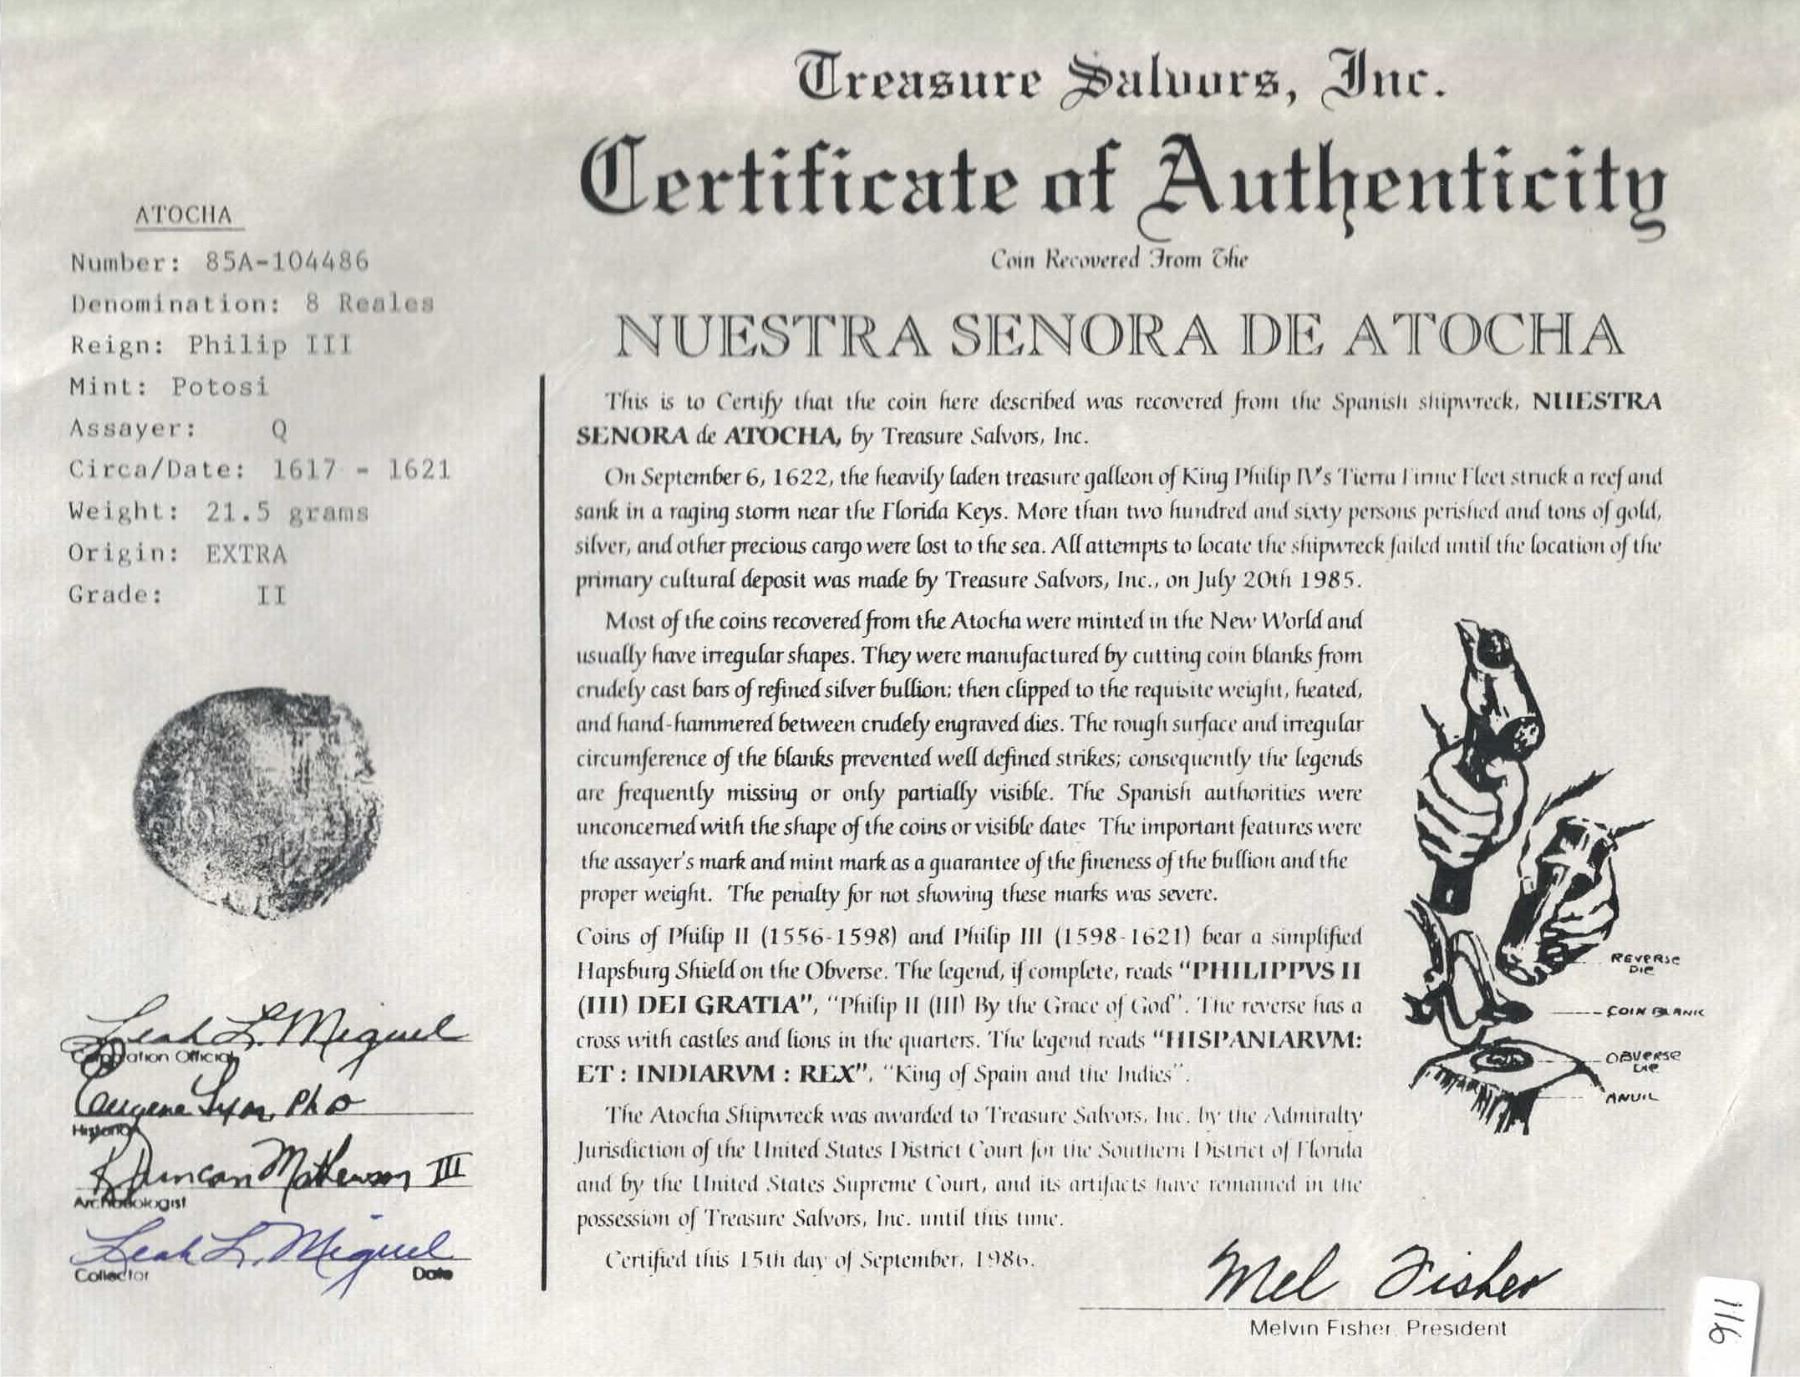 Treasure Salvors, Inc.
Certificate of Authenticity
Coin Recovered From The
NUESTRA SENORA DE ATOCHA
ATOCHA
Number: 85A-104486
Denomination: 8 Reales
Reign: Philip III
Mint: Potosi
Assayer: Q
Circa/Date: 1617 - 1621
Weight: 21.5 grams
Origin: EXTRA
Grade: II
Leah L. Miguel
Corporation Official
Eugene Lyon, PhD
Historian
R Duncan Mathewson III
Archaeologist
Leah L. Miguel
Collector Date
This is to Certify that the coin here described was recovered from the Spanish shipwreck, NUESTRA
SENORA de ATOCHA, by Treasure Salvors, Inc.
On September 6, 1622, the heavily laden treasure galleon of King Philip IV's Tierra Firme Fleet struck a reef and
sank in a raging storm near the Florida Keys. More than two hundred and sixty persons perished and tons of gold,
silver, and other precious cargo were lost to the sea. All attempts to locate the shipwreck failed until the location of the
primary cultural deposit was made by Treasure Salvors, Inc., on July 20th 1985.
Most of the coins recovered from the Atocha were minted in the New World and
usually have irregular shapes. They were manufactured by cutting coin blanks from
crudely cast bars of refined silver bullion; then clipped to the requisite weight, heated,
and hand-hammered between crudely engraved dies. The rough surface and irregular
circumference of the blanks prevented well defined strikes; consequently the legends
are frequently missing or only partially visible. The Spanish authorities were
unconcerned with the shape of the coins or visible dates The important features were
the assayer's mark and mint mark as a guarantee of the fineness of the bullion and the
proper weight. The penalty for not showing these marks was severe.
Coins of Philip II (1556-1598) and Philip III (1598-1621) bear a simplified
Hapsburg Shield on the Obverse. The legend, if complete, reads "PHILIPPVS II
(III) DEI GRATIA", "Philip II (III) By the Grace of God". The reverse has a
cross with castles and lions in the quarters. The legend reads "HISPANIARVM:
ET : INDIARVM : REX", "King of Spain and the Indies".
The Atocha Shipwreck was awarded to Treasure Salvors, Inc. by the Admiralty
Jurisdiction of the United States District Court for the Southern District of Florida
and by the United States Supreme Court, and its artifacts have remained in the
possession of Treasure Salvors, Inc. until this time.
Certified this 15th day of September, 1986.
REVERSE
DIE
COIN BLANK
OBVERSE
DIE
ANVIL
Mel Fisher
Melvin Fisher, President
116